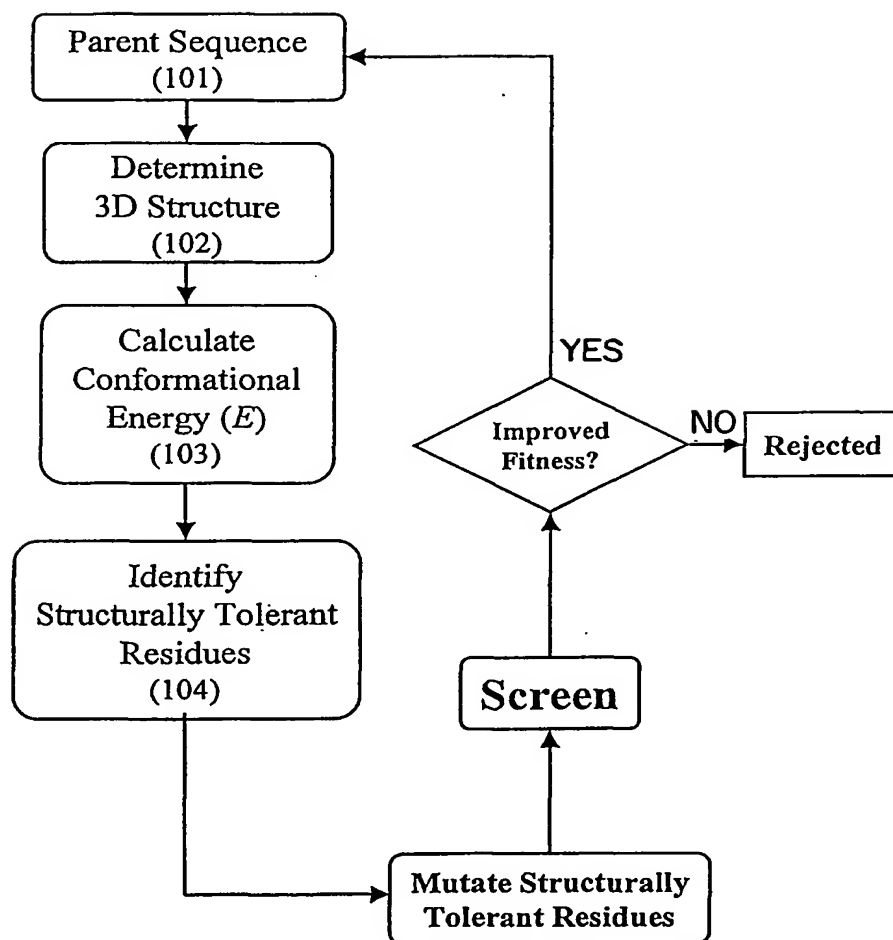 Parent Sequence
(101)
Determine
3D Structure
(102)
Calculate
Conformational
Energy (E)
(103)
Identify
Structurally Tolerant
Residues
(104)
Mutate Structurally
Tolerant Residues
Screen
Improved
Fitness?
YES
NO
Rejected